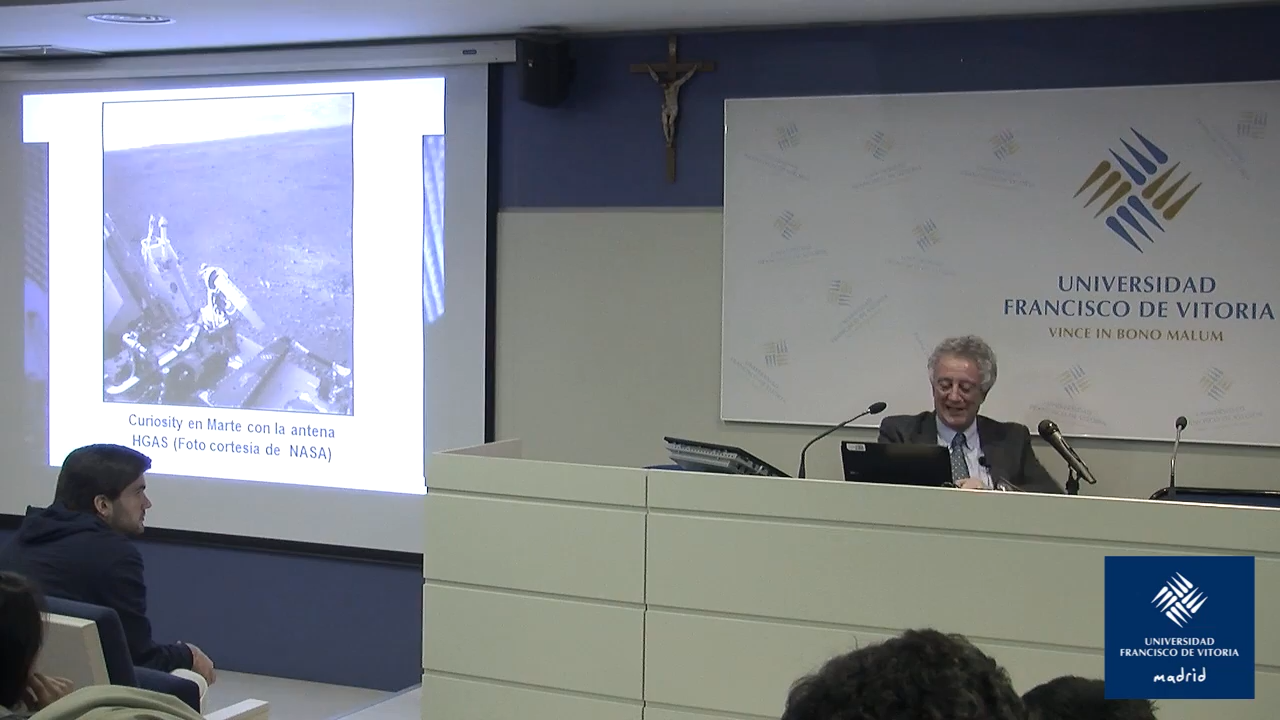 Curiosity en Marte con la antena
HGAS (Foto cortesia de NASA)
UNIVERSIDAD
FRANCISCO DE VITORIA
VINCE IN BONO MALUM
UNIVERSIDAD
FRANCISCO DE VITORIA
madrid